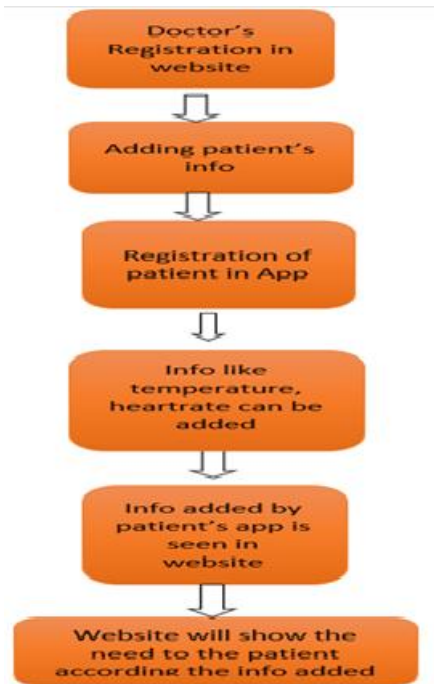 Doctor's
Registration in
website
Adding patient's
info
Registration of
patient in App
Info like
temperature,
heartrate can be
added
Info added by
patient's app is
seen in
website
Website will show the
need to the patient
according the info added